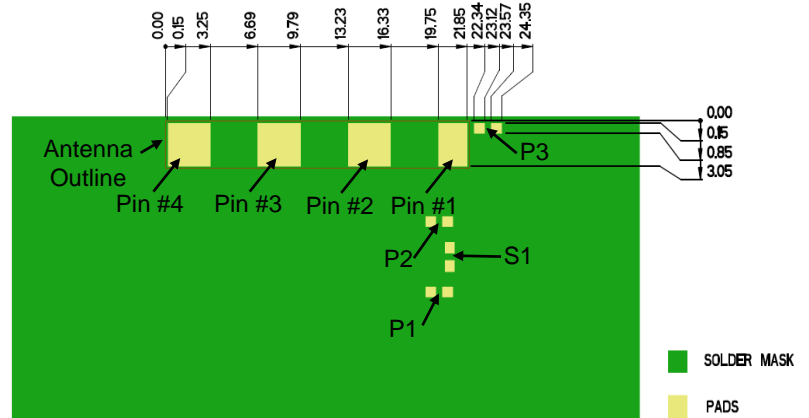 0.00
0.15
3.25
6.69
9.79
13.23
16.33
19.75
21.85
22.34
23.12
23.57
24.35
0,00
0.15
0.85
3.05
Antenna
Outline
P3
Pin #4
Pin #3
Pin #2
Pin #1
P2
S1
P1
SOLDER MASK
PADS